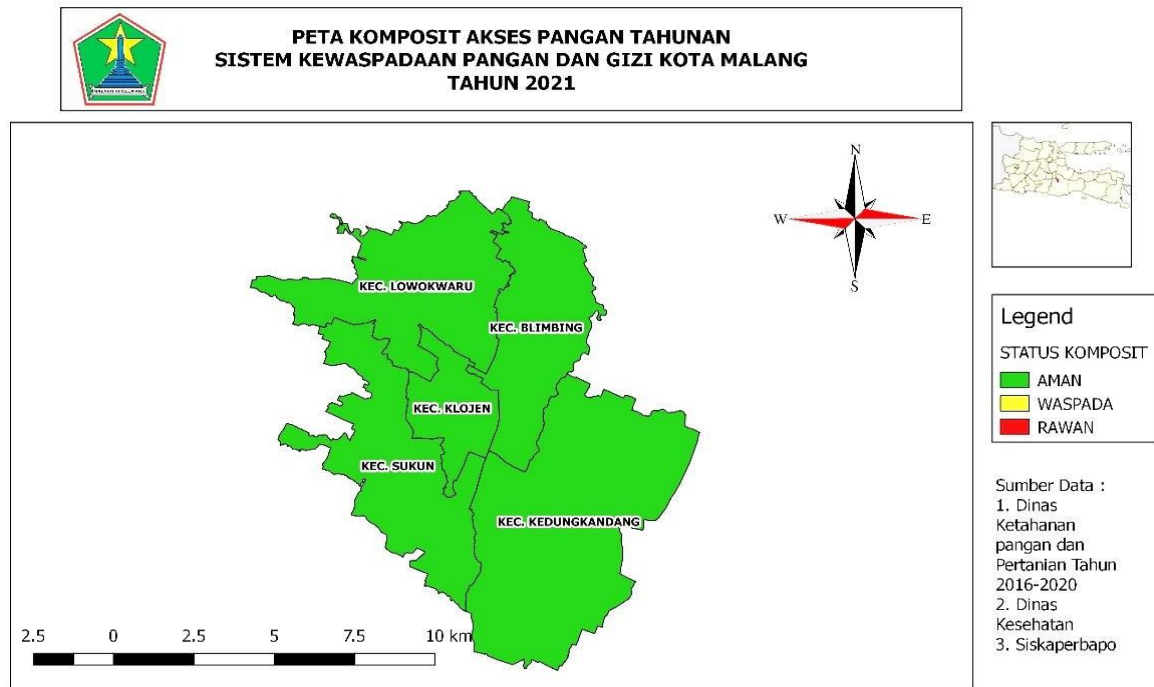 PETA KOMPOSIT AKSES PANGAN TAHUNAN
SISTEM KEWASPADAAN PANGAN DAN GIZI KOTA MALANG
TAHUN 2021
N
W
E
S
KEC. LOWOKWARU
KEC. BLIMBING
KEC. KLOJEN
KEC. SUKUN
KEC. KEDUNGKANDANG
2.5 0 2.5 5 7.5 10 km
Legend
STATUS KOMPOSIT
AMAN
WASPADA
RAWAN
Sumber Data :
1. Dinas
Ketahanan
pangan dan
Pertanian Tahun
2016-2020
2. Dinas
Kesehatan
3. Siskaperbapo